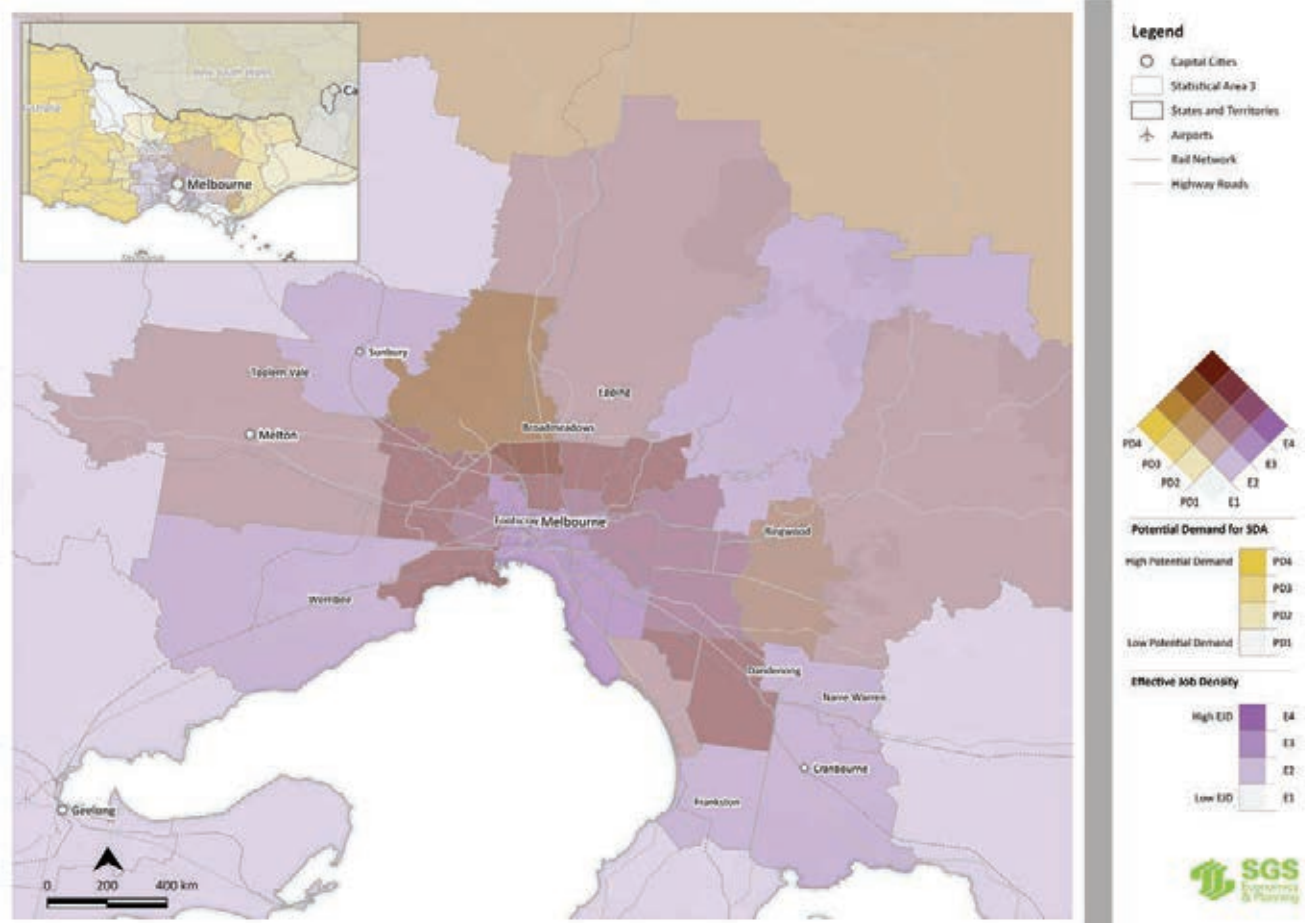 Melbourne
Sunbury
Toolern Vale
Epping
Broadmeadows
Melton
Footscray
Melbourne
Ringwood
Werribee
Dandenong
Narre Warren
Cranbourne
Frankston
Geelong
0 200 400 km
Legend
Capital Cities
Statistical Area 3
States and Territories
Airports
Rail Network
Highway Roads
PD4 E4
PD3 E3
PD2 E2
PD1 E1
Potential Demand for SDA
High Potential Demand PD4
PD3
PD2
Low Potential Demand PD1
Effective Job Density
High EJD E4
E3
E2
Low EJD E1
SGS
Economics
& Planning